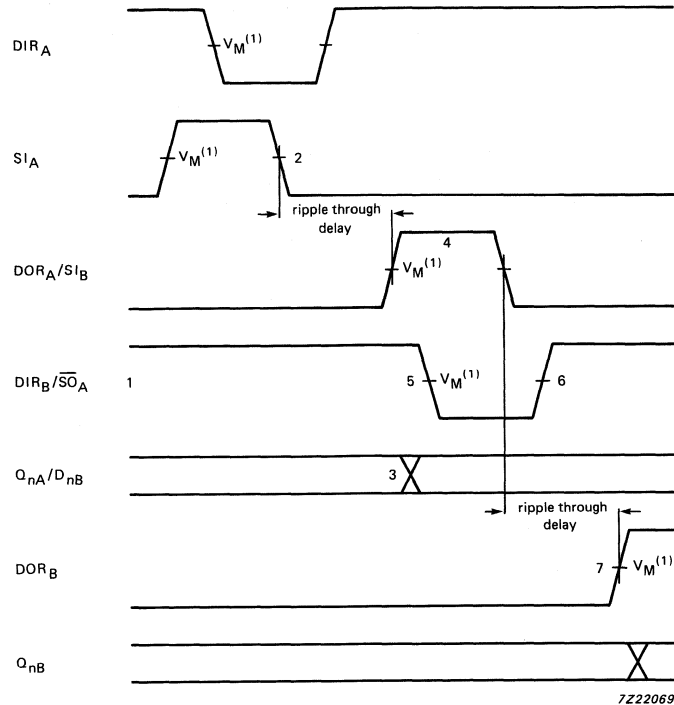 DIR_A V_M^(1)
SI_A V_M^(1) 2
ripple through
delay
4
DOR_A/SI_B V_M^(1)
DIR_B/S̅O̅_A 1 5 V_M^(1) 6
Q_nA/D_nB 3
ripple through
delay
DOR_B 7 V_M^(1)
Q_nB
7Z22069